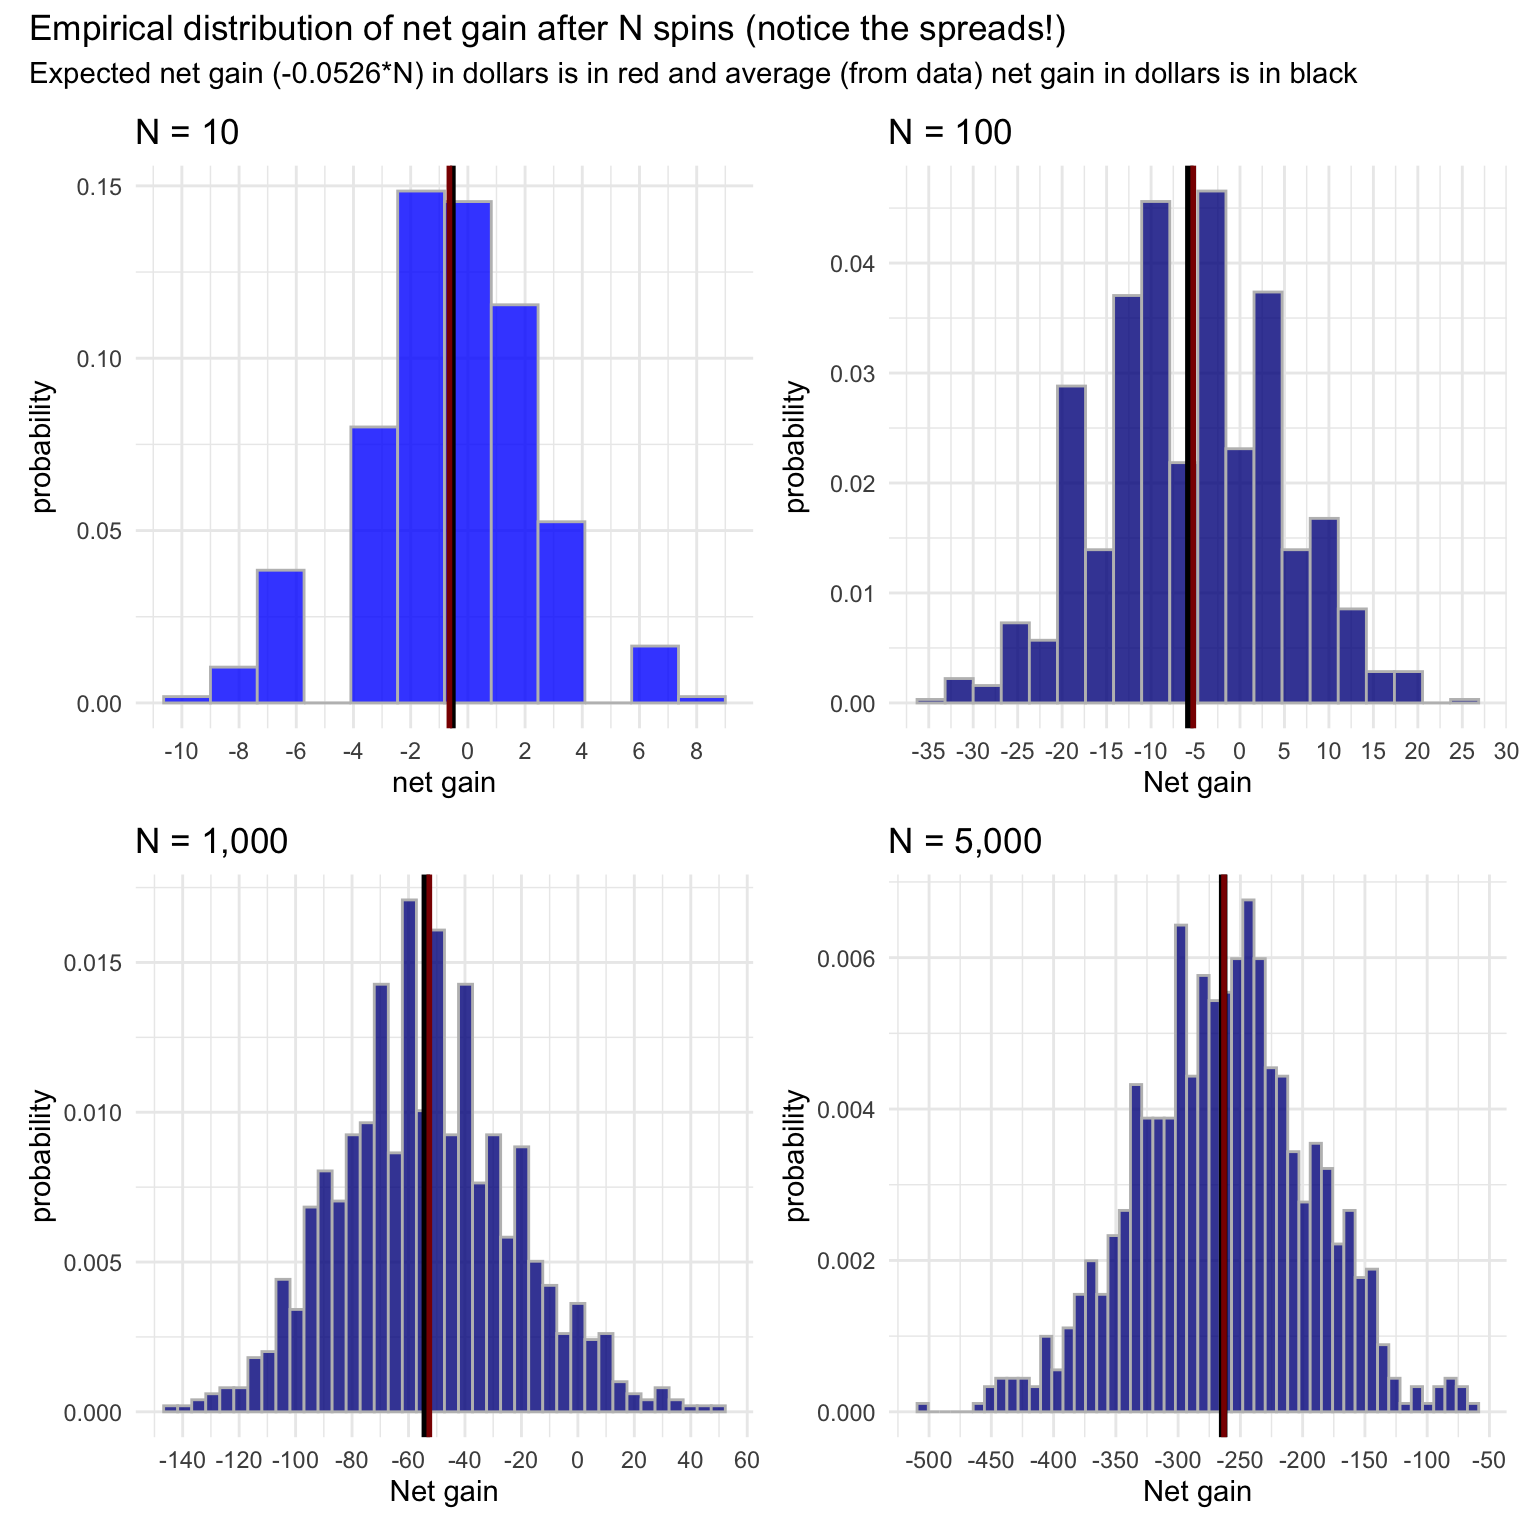 Empirical distribution of net gain after N spins (notice the spreads!)
Expected net gain (-0.0526*N) in dollars is in red and average (from data) net gain in dollars is in black
N = 10
0.15
0.10
0.05
0.00
probability
-10 -8 -6 -4 -2 0 2 4 6 8
net gain
N = 100
0.04
0.03
0.02
0.01
0.00
probability
-35 -30 -25 -20 -15 -10 -5 0 5 10 15 20 25 30
Net gain
N = 1,000
0.015
0.010
0.005
0.000
probability
-140 -120 -100 -80 -60 -40 -20 0 20 40 60
Net gain
N = 5,000
0.006
0.004
0.002
0.000
probability
-500 -450 -400 -350 -300 -250 -200 -150 -100 -50
Net gain